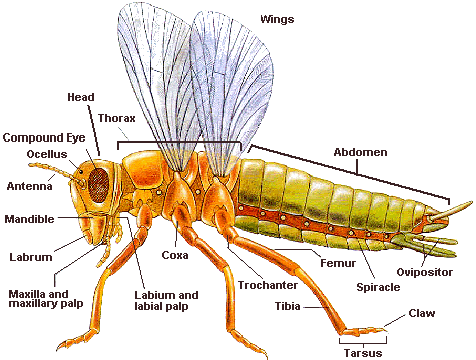 Wings
Head
Thorax
Compound Eye
Ocellus
Abdomen
Antenna
Mandible
Labrum
Coxa
Femur
Ovipositor
Maxilla and
maxillary palp
Labium and
labial palp
Trochanter
Spiracle
Tibia
Claw
Tarsus